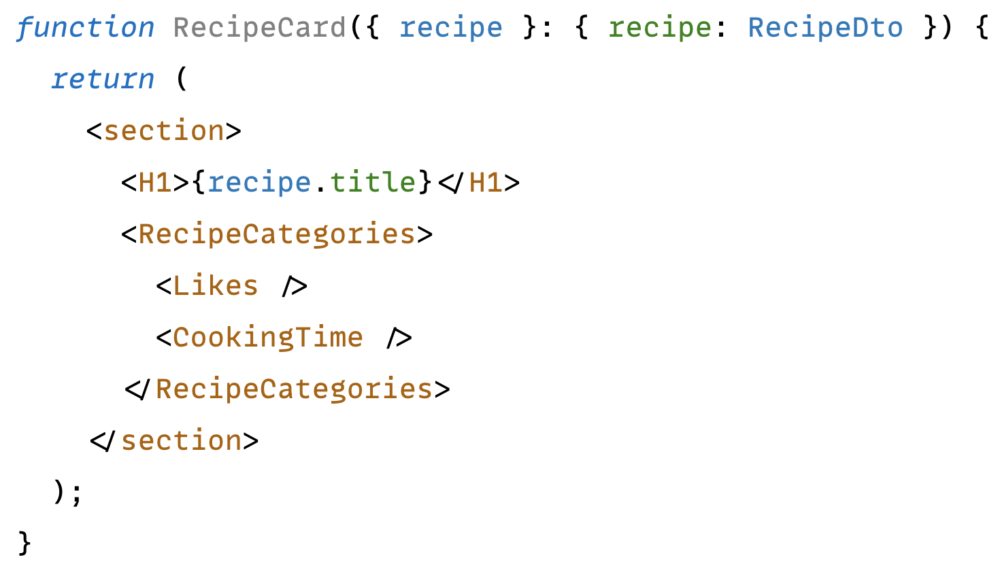 function RecipeCard({ recipe }: { recipe: RecipeDto }) {
  return (
    <section>
      <H1>{recipe.title}</H1>
      <RecipeCategories>
        <Likes />
        <CookingTime />
      </RecipeCategories>
    </section>
  );
}